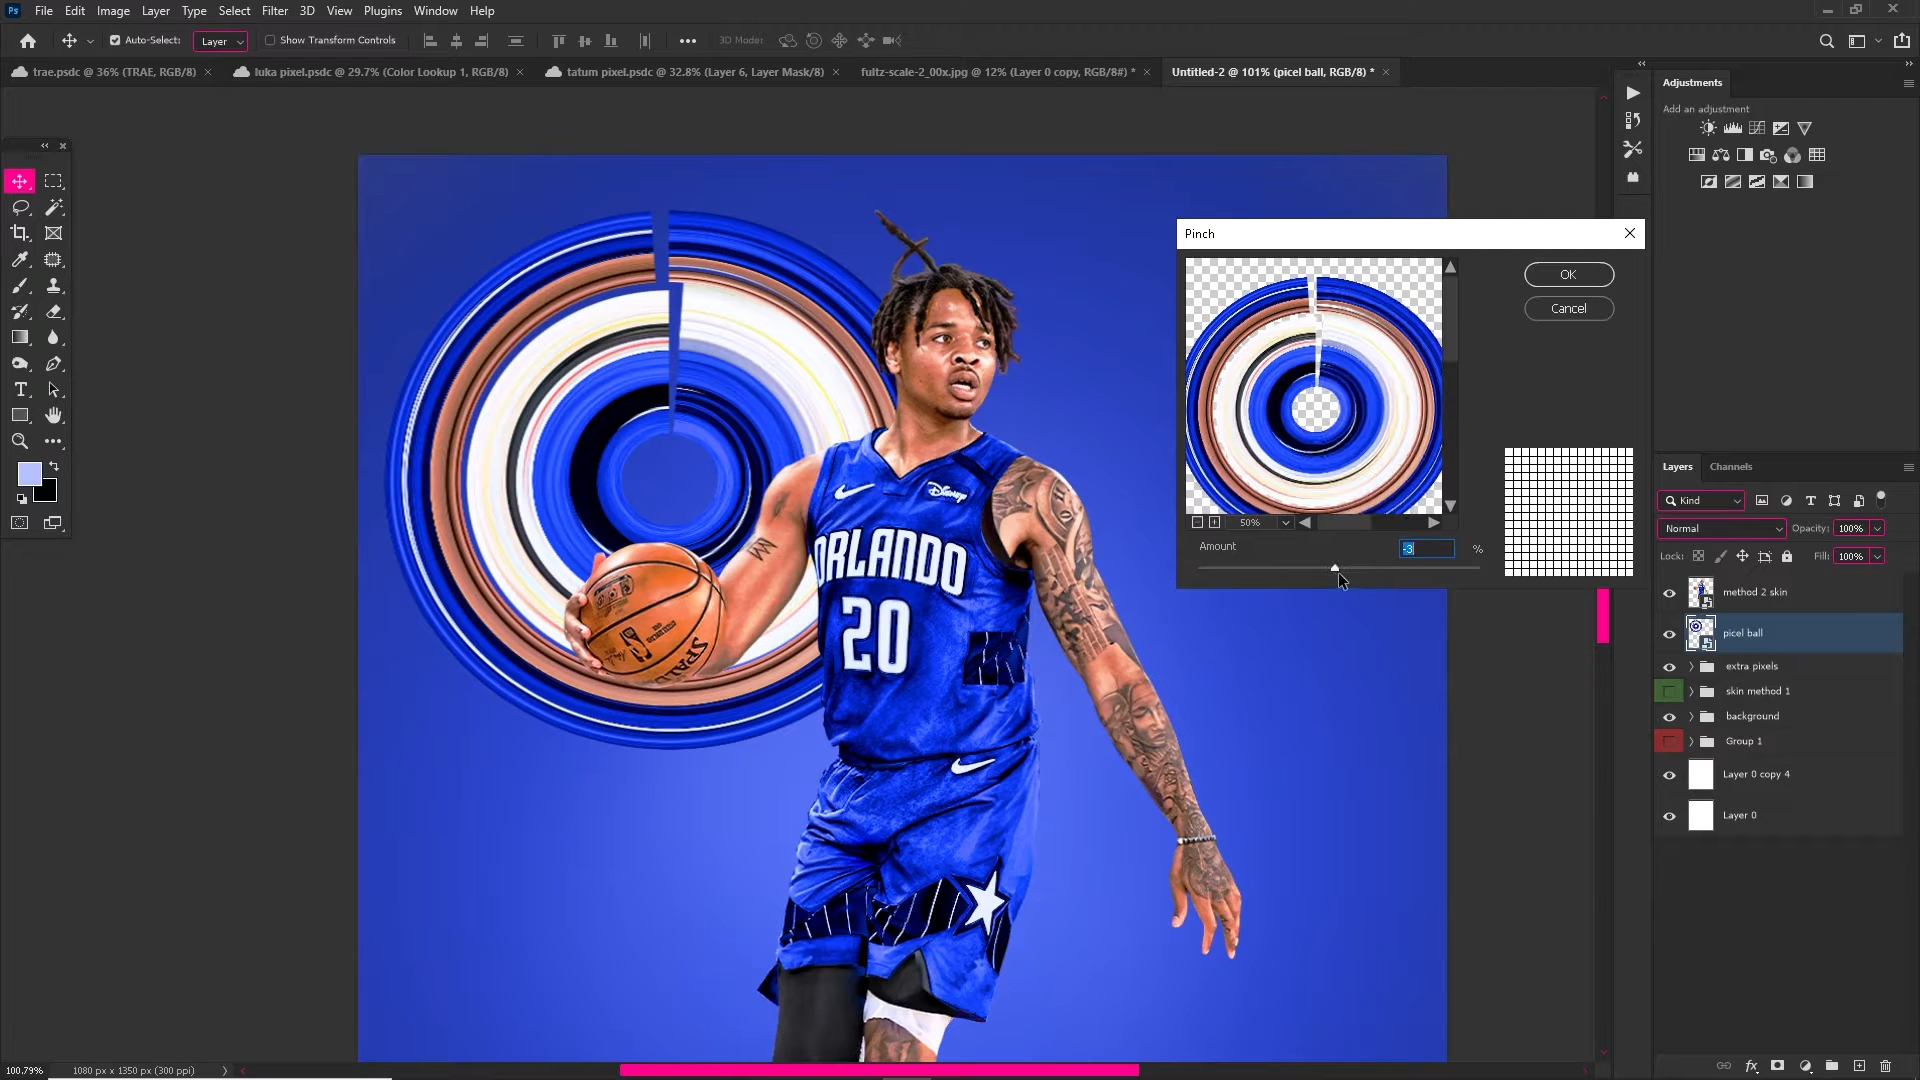 Ps File Edit Image Layer Type Select Filter 3D View Plugins Window Help
Auto-Select: Layer Show Transform Controls 3D Mode:
trae.psdc @ 36% (TRAE, RGB/8) × luka pixel.psdc @ 29.7% (Color Lookup 1, RGB/8) × tatum pixel.psdc @ 32.8% (Layer 6, Layer Mask/8) × fultz-scale-2_00x.jpg @ 12% (Layer 0 copy, RGB/8#) * × Untitled-2 @ 101% (picel ball, RGB/8) * ×
Adjustments
Add an adjustment
Pinch
OK
Cancel
50%
Amount -3 %
Disney
ORLANDO
20
SPALDI
Layers Channels
Kind
Normal Opacity: 100%
Lock: Fill: 100%
method 2 skin
picel ball
extra pixels
skin method 1
background
Group 1
Layer 0 copy 4
Layer 0
100.79% 1080 px x 1350 px (300 ppi)